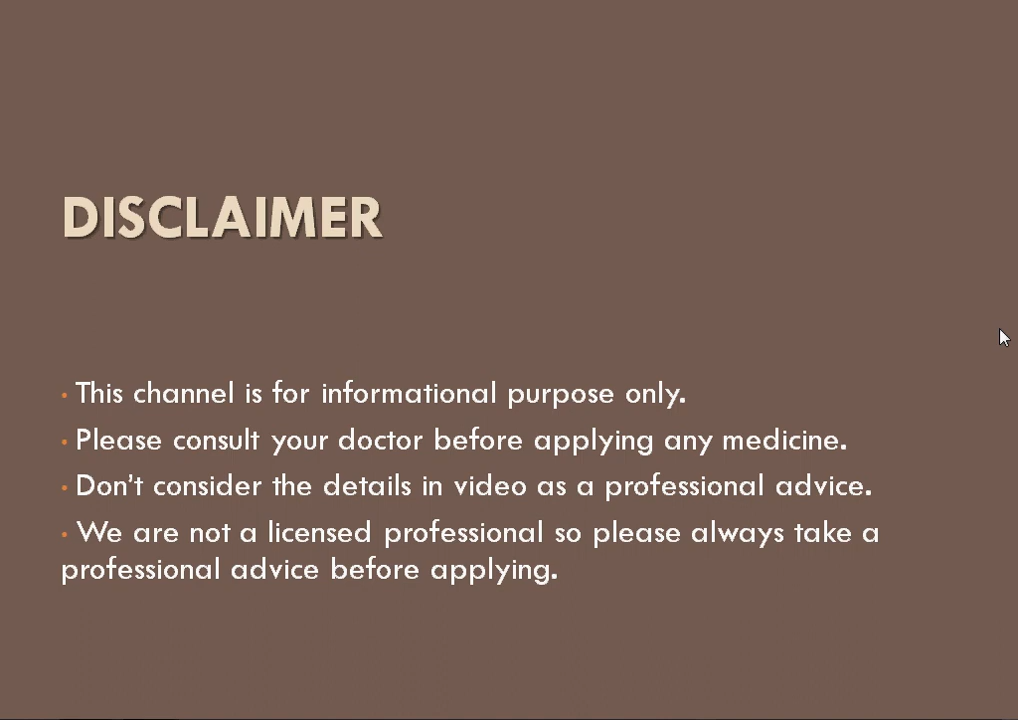 DISCLAIMER
• This channel is for informational purpose only.
• Please consult your doctor before applying any medicine.
• Don't consider the details in video as a professional advice.
• We are not a licensed professional so please always take a
professional advice before applying.